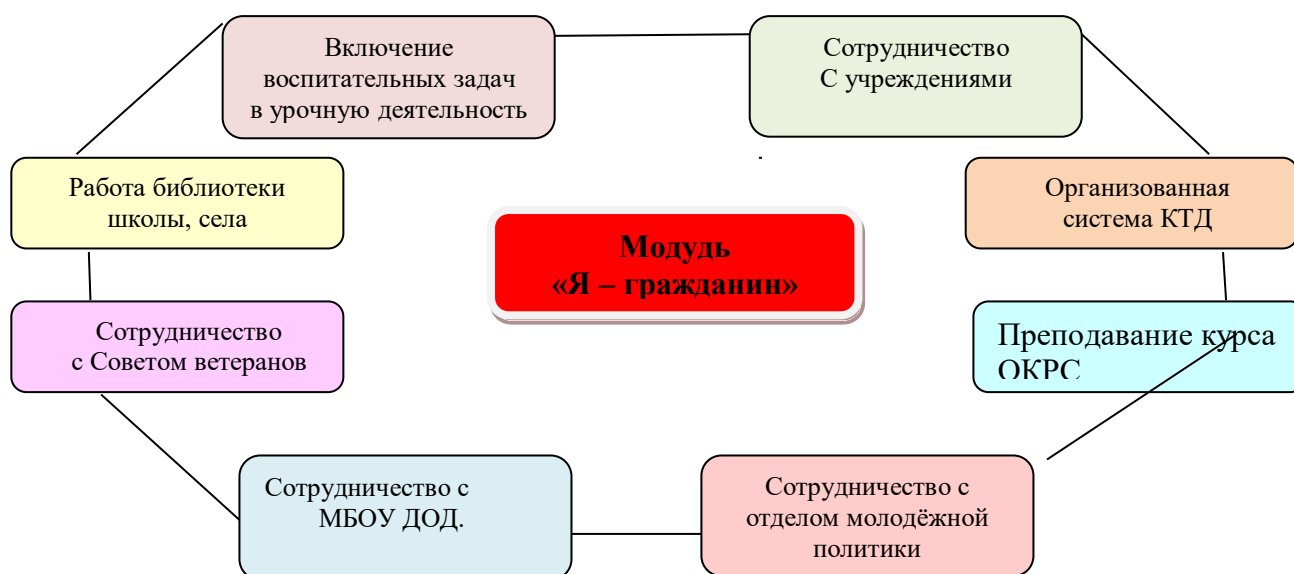 Включение
воспитательных задач
в урочную деятельность
Сотрудничество
С учреждениями
Работа библиотеки
школы, села
Организованная
система КТД
Модудь
«Я – гражданин»
Сотрудничество
с Советом ветеранов
Преподавание курса
ОКРС
Сотрудничество с
МБОУ ДОД.
Сотрудничество с
отделом молодёжной
политики